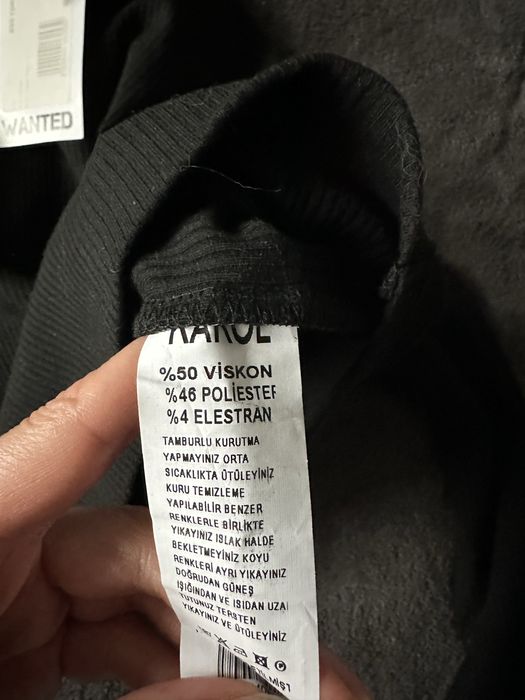 WANTED
KAROL
%50 VİSKON
%46 POLİESTER
%4 ELESTRAN
TAMBURLU KURUTMA
YAPMAYINIZ ORTA
SICAKLIKTA ÜTÜLEYİNİZ
KURU TEMİZLEME
YAPILABİLİR BENZER
RENKLERLE BİRLİKTE
YIKAYINIZ ISLAK HALDE
BEKLETMEYİNİZ KOYU
RENKLERİ AYRI YIKAYINIZ
DOĞRUDAN GÜNEŞ
IŞIĞINDAN VE ISIDAN UZAK
TUTUNUZ TERSTEN
YIKAYINIZ VE ÜTÜLEYİNİZ